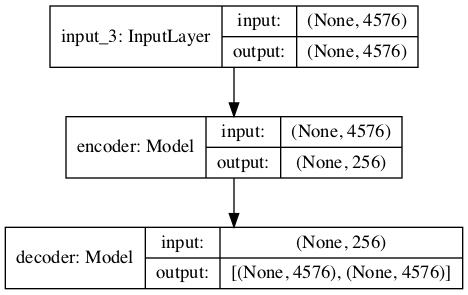 input_3: InputLayer
input: (None, 4576)
output: (None, 4576)
encoder: Model
input: (None, 4576)
output: (None, 256)
decoder: Model
input: (None, 256)
output: [(None, 4576), (None, 4576)]